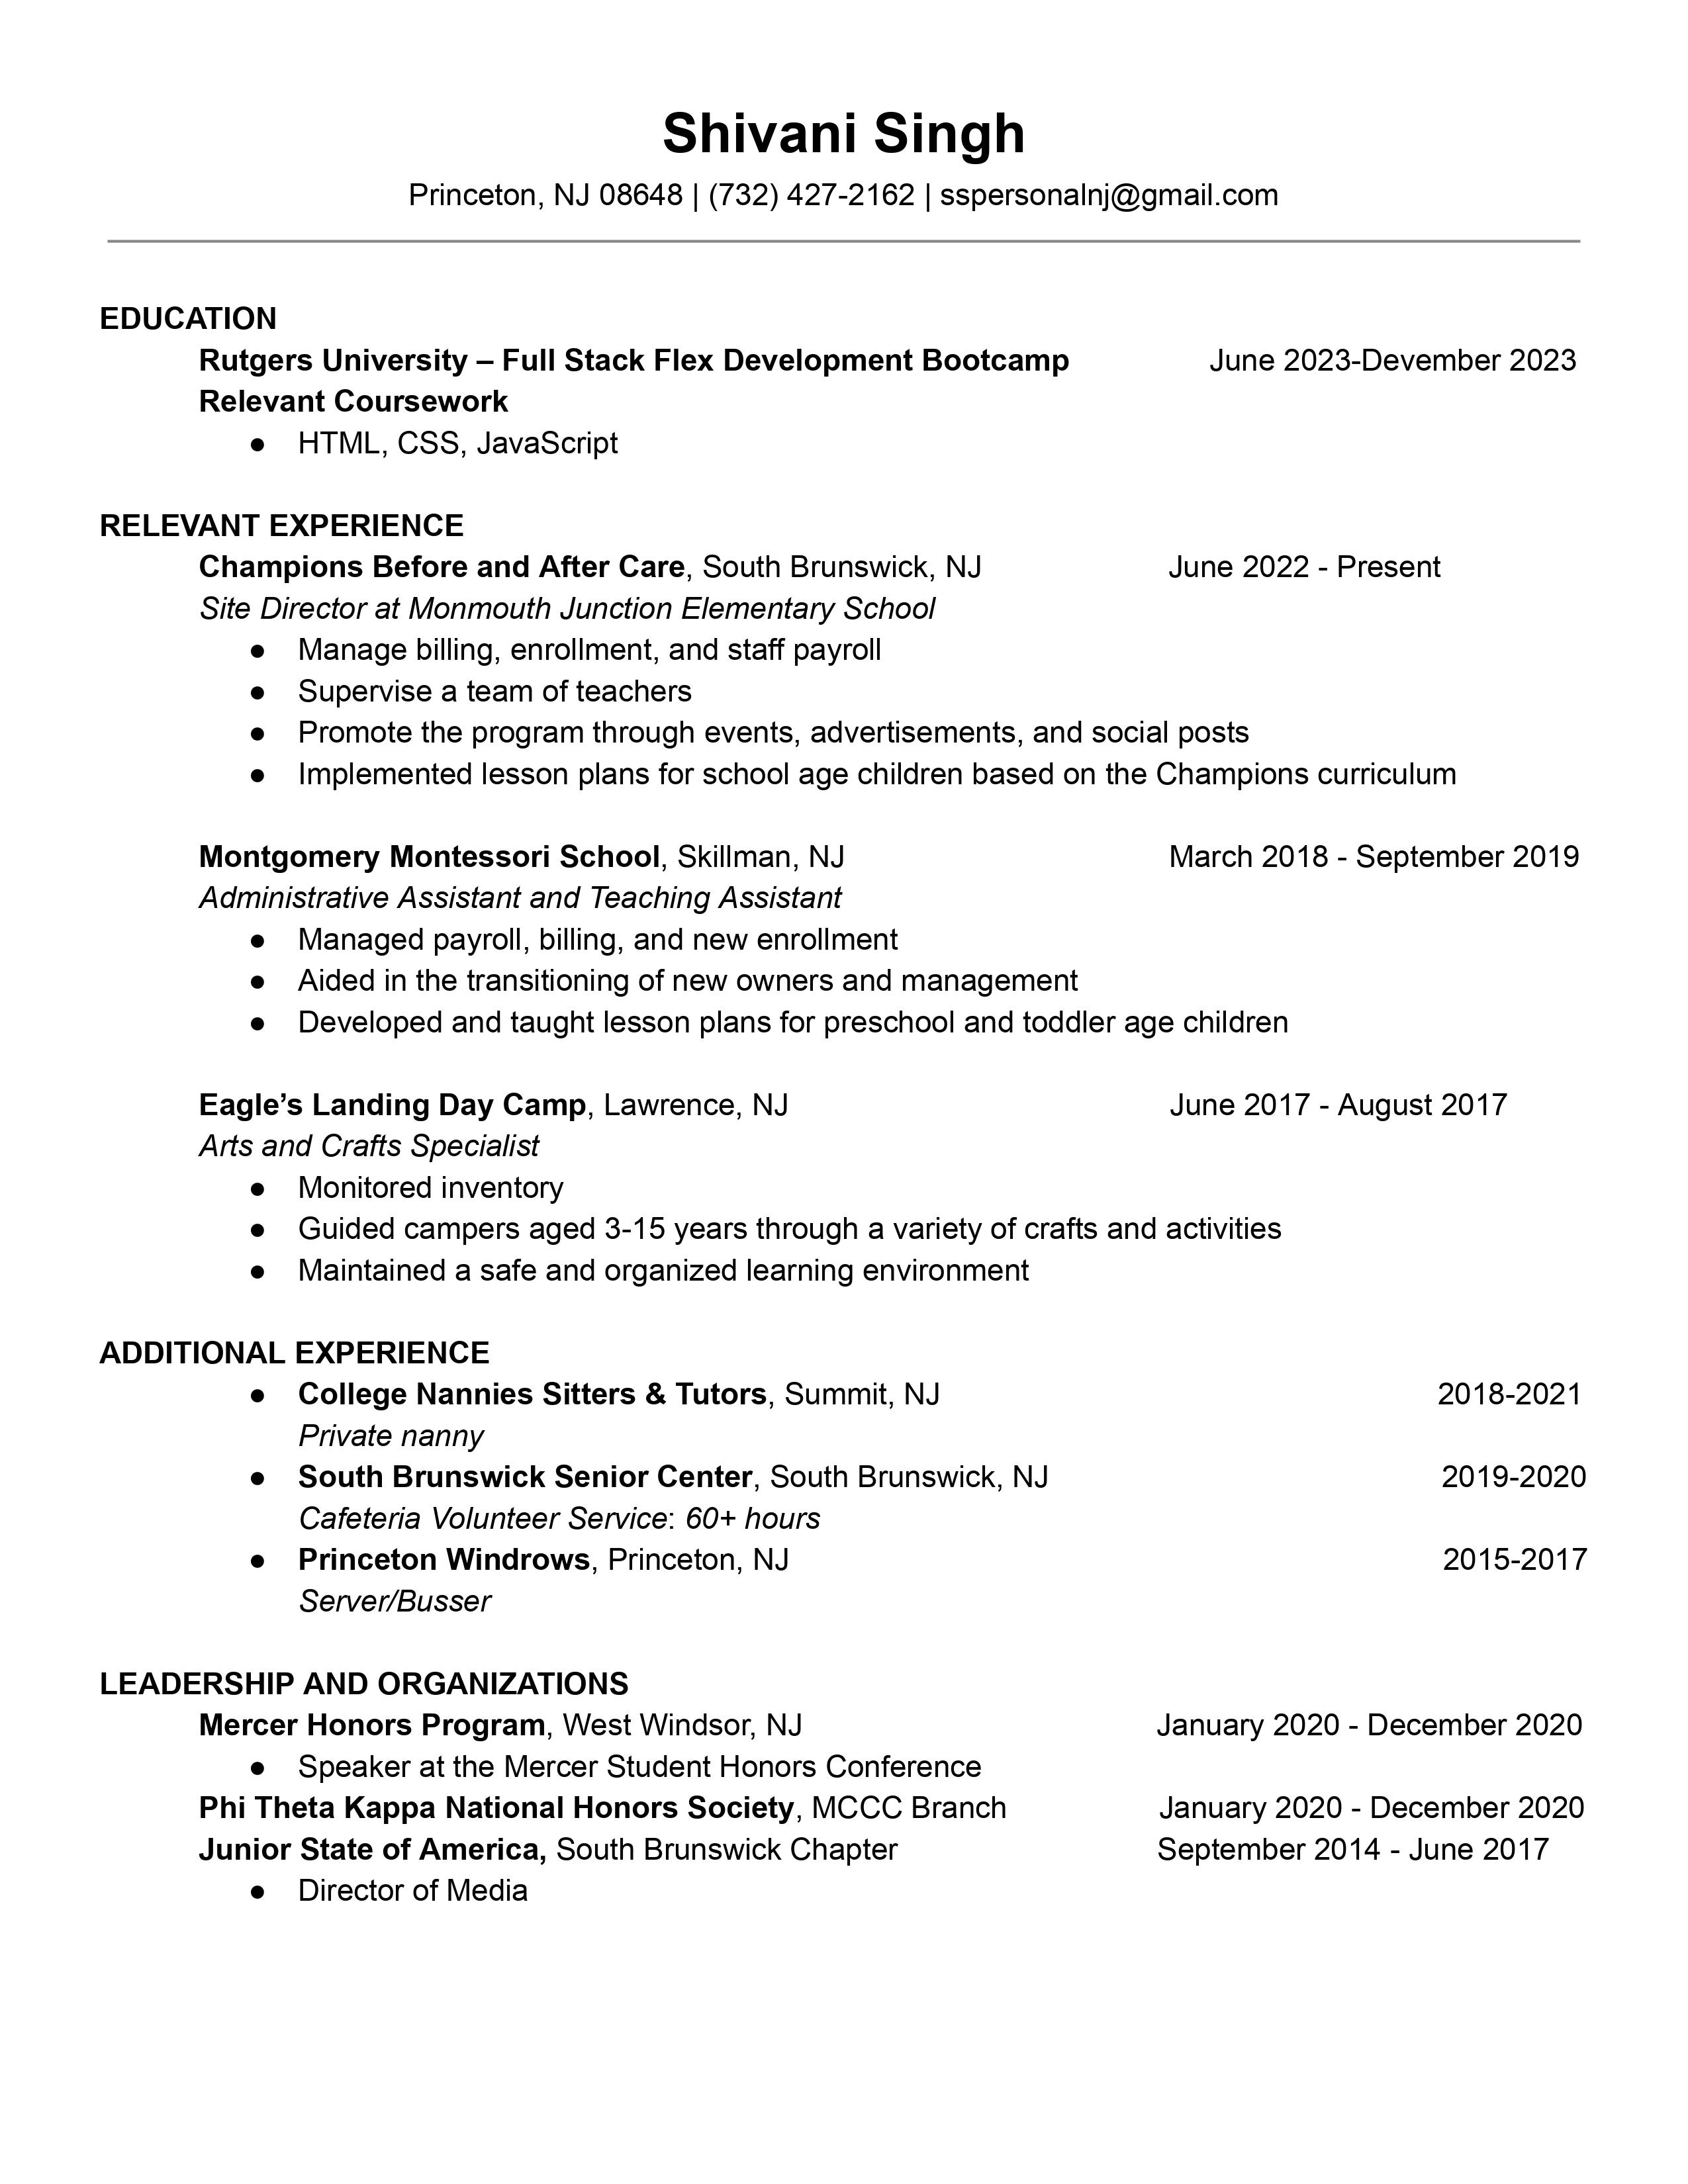 Shivani Singh
Princeton, NJ 08648 | (732) 427-2162 | sspersonalnj@gmail.com
EDUCATION
Rutgers University – Full Stack Flex Development Bootcamp June 2023-Devember 2023
Relevant Coursework
● HTML, CSS, JavaScript
RELEVANT EXPERIENCE
Champions Before and After Care, South Brunswick, NJ June 2022 - Present
Site Director at Monmouth Junction Elementary School
● Manage billing, enrollment, and staff payroll
● Supervise a team of teachers
● Promote the program through events, advertisements, and social posts
● Implemented lesson plans for school age children based on the Champions curriculum
Montgomery Montessori School, Skillman, NJ March 2018 - September 2019
Administrative Assistant and Teaching Assistant
● Managed payroll, billing, and new enrollment
● Aided in the transitioning of new owners and management
● Developed and taught lesson plans for preschool and toddler age children
Eagle’s Landing Day Camp, Lawrence, NJ June 2017 - August 2017
Arts and Crafts Specialist
● Monitored inventory
● Guided campers aged 3-15 years through a variety of crafts and activities
● Maintained a safe and organized learning environment
ADDITIONAL EXPERIENCE
● College Nannies Sitters & Tutors, Summit, NJ 2018-2021
Private nanny
● South Brunswick Senior Center, South Brunswick, NJ 2019-2020
Cafeteria Volunteer Service: 60+ hours
● Princeton Windrows, Princeton, NJ 2015-2017
Server/Busser
LEADERSHIP AND ORGANIZATIONS
Mercer Honors Program, West Windsor, NJ January 2020 - December 2020
● Speaker at the Mercer Student Honors Conference
Phi Theta Kappa National Honors Society, MCCC Branch January 2020 - December 2020
Junior State of America, South Brunswick Chapter September 2014 - June 2017
● Director of Media